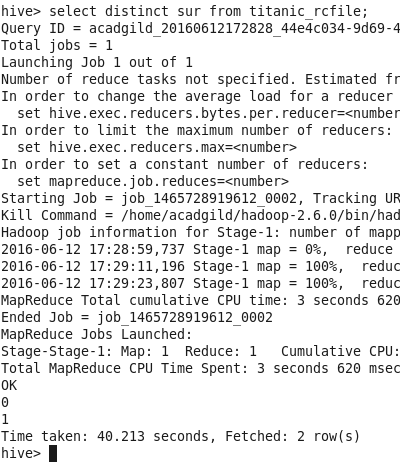 hive> select distinct sur from titanic_rcfile;
Query ID = acadgild_20160612172828_44e4c034-9d69-4
Total jobs = 1
Launching Job 1 out of 1
Number of reduce tasks not specified. Estimated fr
In order to change the average load for a reducer
  set hive.exec.reducers.bytes.per.reducer=<number
In order to limit the maximum number of reducers:
  set hive.exec.reducers.max=<number>
In order to set a constant number of reducers:
  set mapreduce.job.reduces=<number>
Starting Job = job_1465728919612_0002, Tracking UR
Kill Command = /home/acadgild/hadoop-2.6.0/bin/had
Hadoop job information for Stage-1: number of mapp
2016-06-12 17:28:59,737 Stage-1 map = 0%,  reduce
2016-06-12 17:29:11,196 Stage-1 map = 100%,  reduc
2016-06-12 17:29:23,807 Stage-1 map = 100%,  reduc
MapReduce Total cumulative CPU time: 3 seconds 620
Ended Job = job_1465728919612_0002
MapReduce Jobs Launched:
Stage-Stage-1: Map: 1  Reduce: 1   Cumulative CPU:
Total MapReduce CPU Time Spent: 3 seconds 620 msec
OK
0
1
Time taken: 40.213 seconds, Fetched: 2 row(s)
hive>